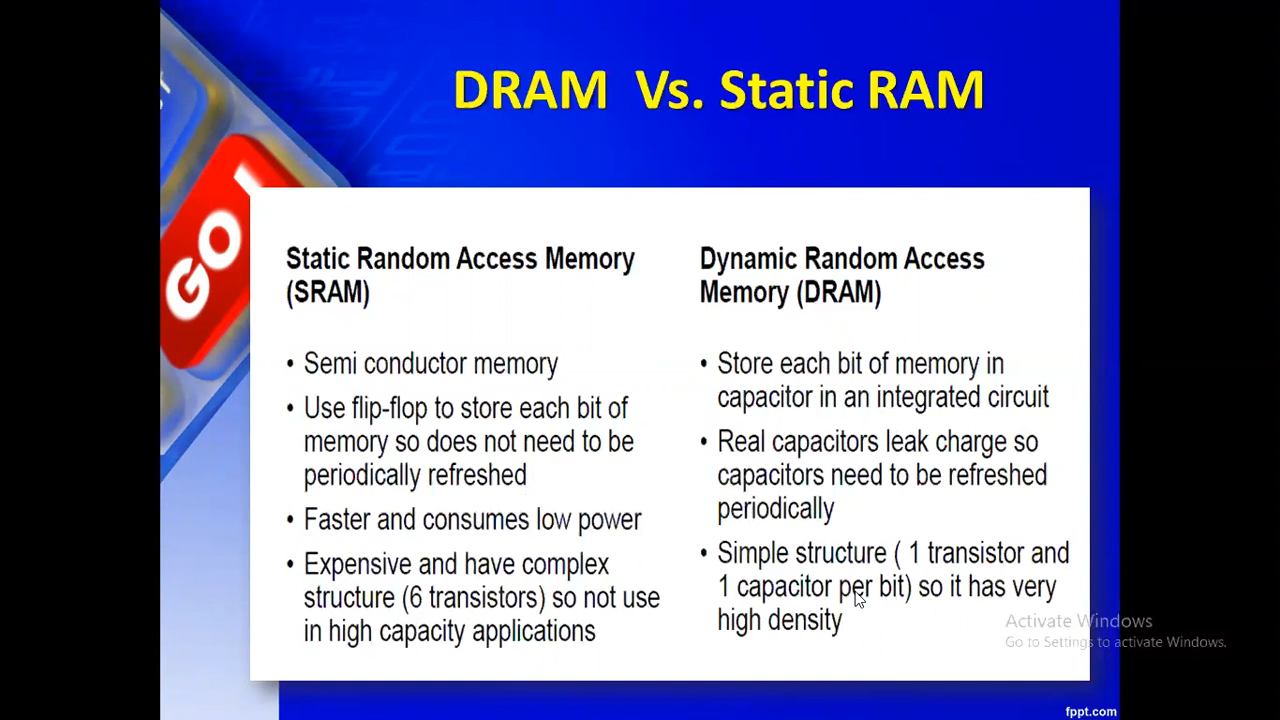 DRAM Vs. Static RAM
GO!
Static Random Access Memory
(SRAM)
• Semi conductor memory
• Use flip-flop to store each bit of
memory so does not need to be
periodically refreshed
• Faster and consumes low power
• Expensive and have complex
structure (6 transistors) so not use
in high capacity applications
Dynamic Random Access
Memory (DRAM)
• Store each bit of memory in
capacitor in an integrated circuit
• Real capacitors leak charge so
capacitors need to be refreshed
periodically
• Simple structure ( 1 transistor and
1 capacitor per bit) so it has very
high density
Activate Windows
Go to Settings to activate Windows.
fppt.com